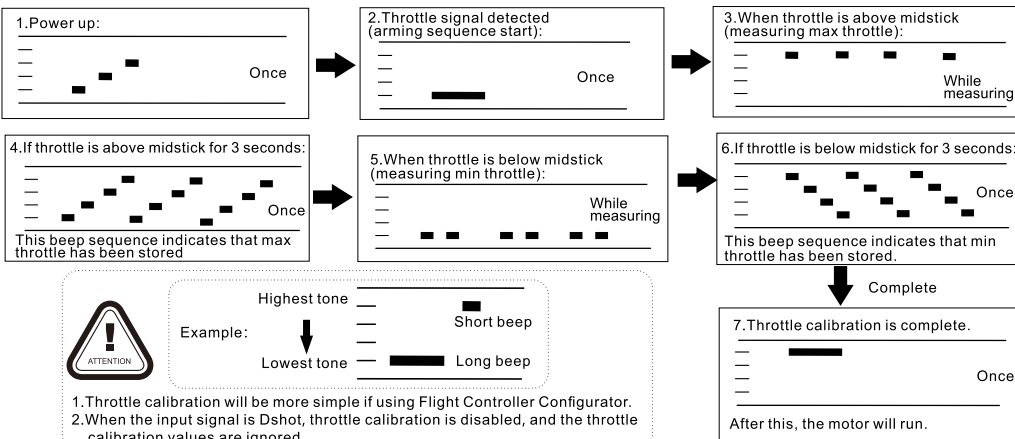 1.Power up:
Once
2.Throttle signal detected
(arming sequence start):
Once
3.When throttle is above midstick
(measuring max throttle):
While
measuring
4.If throttle is above midstick for 3 seconds:
Once
This beep sequence indicates that max
throttle has been stored
5.When throttle is below midstick
(measuring min throttle):
While
measuring
6.If throttle is below midstick for 3 seconds:
Once
This beep sequence indicates that min
throttle has been stored.
Complete
7.Throttle calibration is complete.
Once
After this, the motor will run.
ATTENTION
Example:
Highest tone
Short beep
Lowest tone
Long beep
1.Throttle calibration will be more simple if using Flight Controller Configurator.
2.When the input signal is Dshot, throttle calibration is disabled, and the throttle
calibration values are ignored